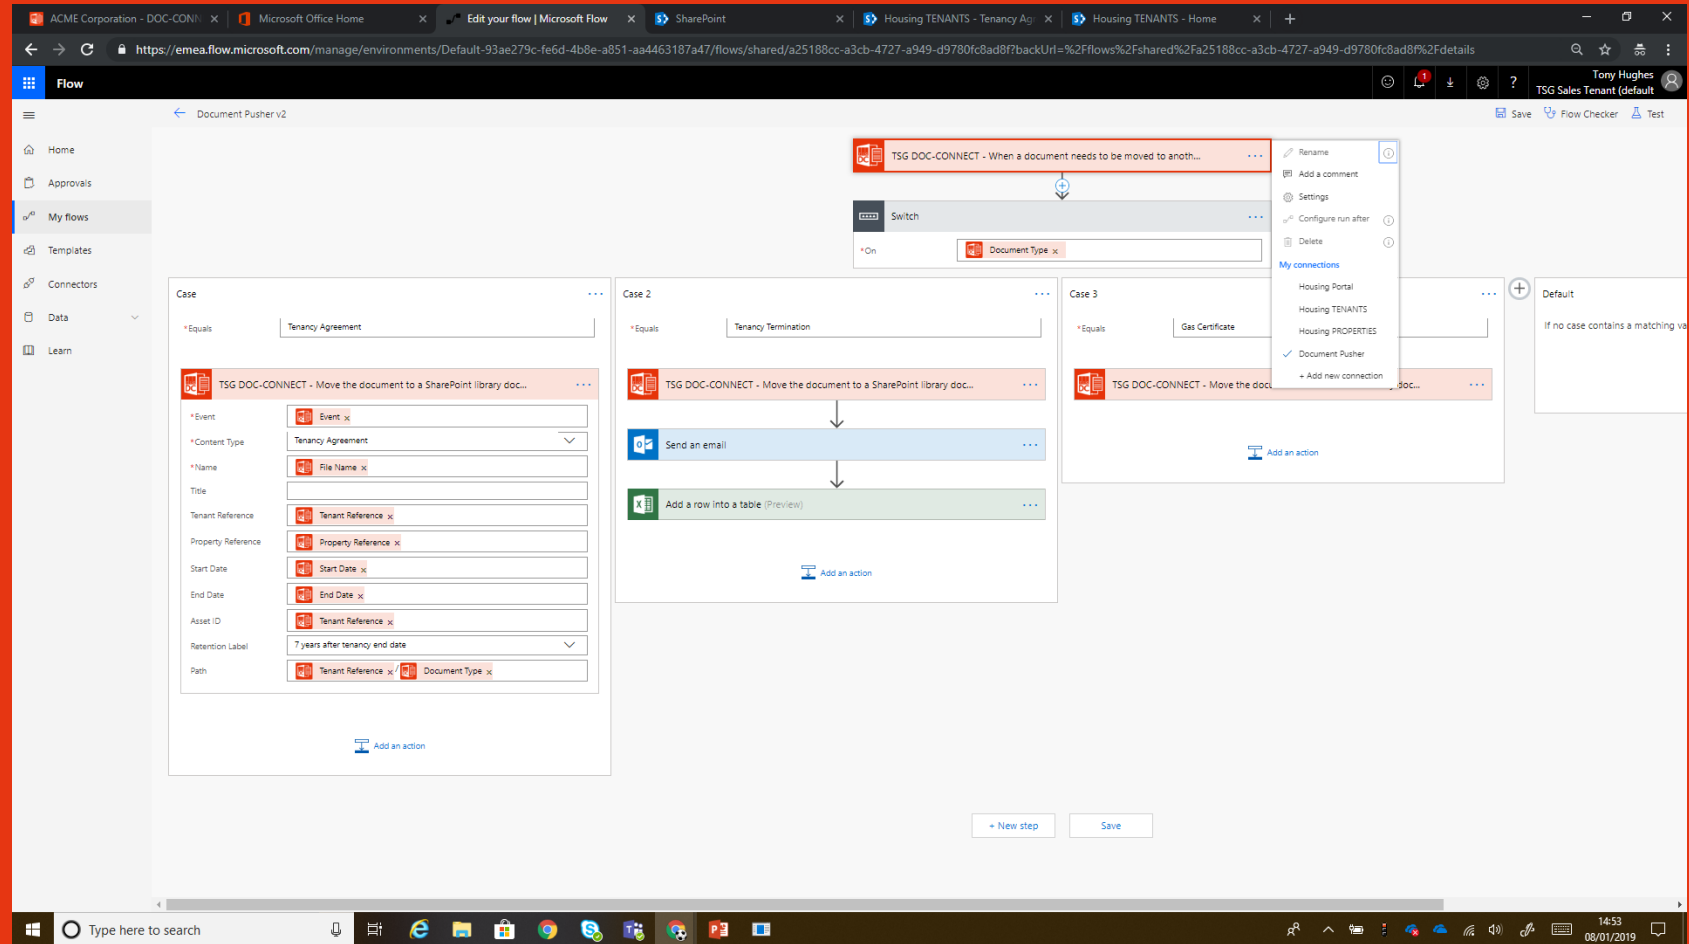 ACME Corporation - DOC-CONN
Microsoft Office Home
Edit your flow | Microsoft Flow
SharePoint
Housing TENANTS - Tenancy Ag
Housing TENANTS - Home
https://emea.flow.microsoft.com/manage/environments/Default-93ae279c-fe6d-4b8e-a851-aa4463187a47/flows/shared/a25188cc-a3cb-4727-a949-d9780fc8ad8f?backUrl=%2Fflows%2Fshared%2Fa25188cc-a3cb-4727-a949-d9780fc8ad8f%2Fdetails
Flow
1
?
Tony Hughes
TSG Sales Tenant (default
Document Pusher v2
Save
Flow Checker
Test
Home
Approvals
My flows
Templates
Connectors
Data
Learn
TSG DOC-CONNECT - When a document needs to be moved to anoth...
Switch
*On
Document Type x
Rename
Add a comment
Settings
Configure run after
Delete
My connections
Housing Portal
Housing TENANTS
Housing PROPERTIES
Document Pusher
+ Add new connection
Case
*Equals
Tenancy Agreement
TSG DOC-CONNECT - Move the document to a SharePoint library doc...
*Event
Event x
*Content Type
Tenancy Agreement
*Name
File Name x
Title
Tenant Reference
Tenant Reference x
Property Reference
Property Reference x
Start Date
Start Date x
End Date
End Date x
Asset ID
Tenant Reference x
Retention Label
7 years after tenancy end date
Path
Tenant Reference x / Document Type x
Add an action
Case 2
*Equals
Tenancy Termination
TSG DOC-CONNECT - Move the document to a SharePoint library doc...
Send an email
Add a row into a table (Preview)
Add an action
Case 3
*Equals
Gas Certificate
TSG DOC-CONNECT - Move the docu
doc...
Add an action
Default
If no case contains a matching va
+ New step
Save
Type here to search
14:53
08/01/2019